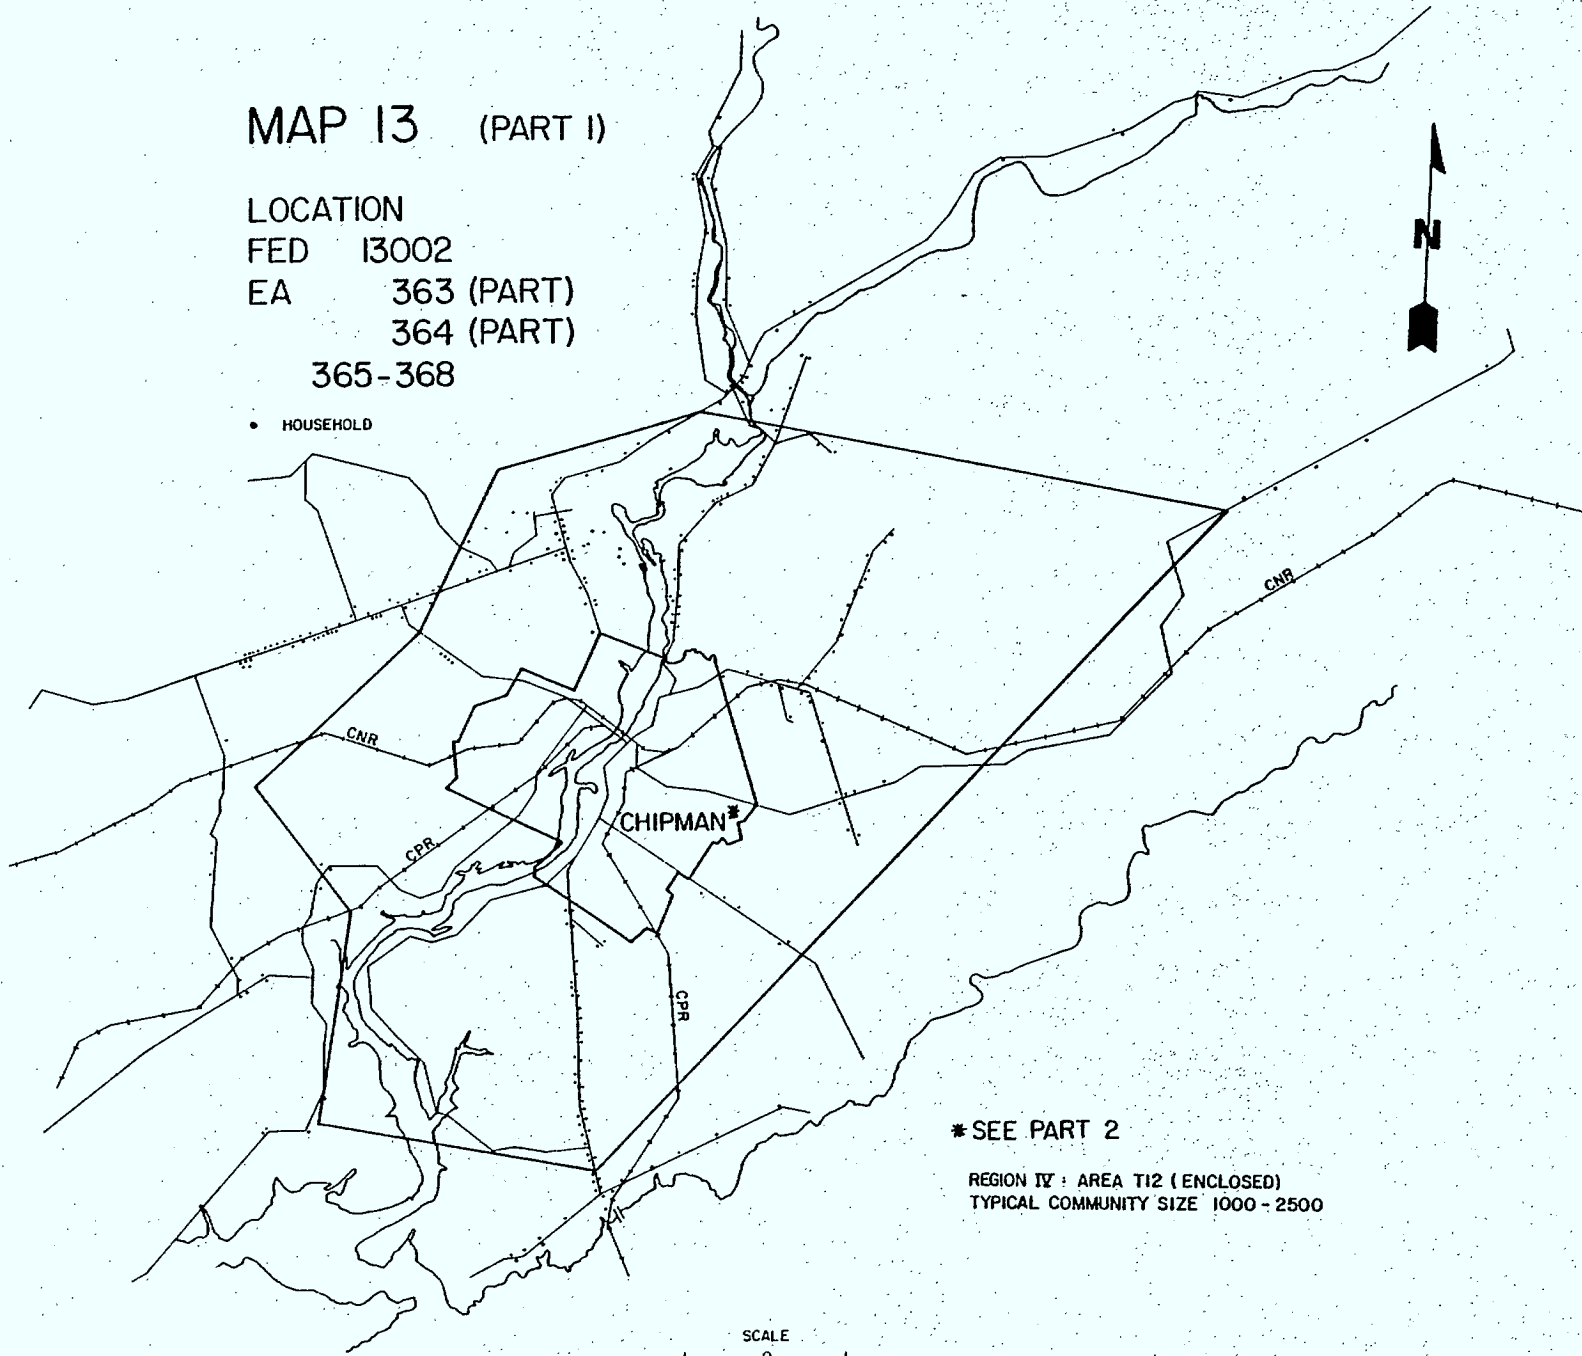 MAP 13 (PART 1)
LOCATION
FED 13002
EA 363 (PART)
364 (PART)
365-368
• HOUSEHOLD
N
CNR
CNR
CPR
CHIPMAN*
CPR
* SEE PART 2
REGION IV : AREA T12 (ENCLOSED)
TYPICAL COMMUNITY SIZE 1000-2500
SCALE